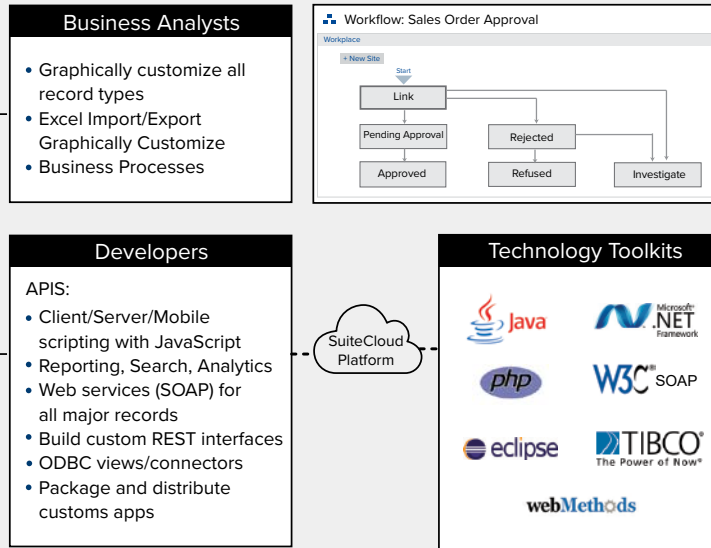 Business Analysts
• Graphically customize all
record types
• Excel Import/Export
Graphically Customize
• Business Processes
Workflow: Sales Order Approval
Workplace
+ New Site
Start
Link
Pending Approval
Rejected
Approved
Refused
Investigate
Developers
APIS:
• Client/Server/Mobile
scripting with JavaScript
• Reporting, Search, Analytics
• Web services (SOAP) for
all major records
• Build custom REST interfaces
• ODBC views/connectors
• Package and distribute
customs apps
SuiteCloud
Platform
Technology Toolkits
Java
Microsoft®
.NET
Framework
php
W3C® SOAP
eclipse
TIBCO®
The Power of Now®
webMethods